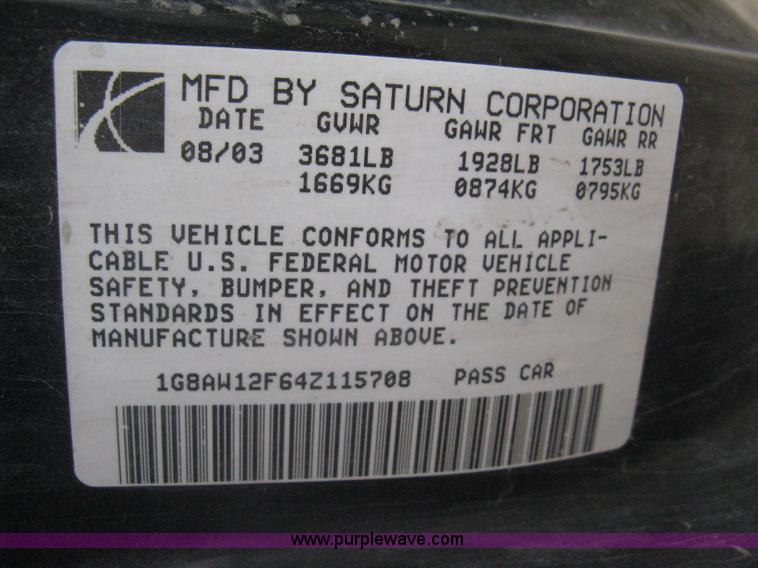 MFD BY SATURN CORPORATION
DATE GVWR GAWR FRT GAWR RR
08/03 3681LB 1928LB 1753LB
1669KG 0874KG 0795KG
THIS VEHICLE CONFORMS TO ALL APPLI-
CABLE U.S. FEDERAL MOTOR VEHICLE
SAFETY, BUMPER, AND THEFT PREVENTION
STANDARDS IN EFFECT ON THE DATE OF
MANUFACTURE SHOWN ABOVE.
1G8AW12F64Z115708 PASS CAR
www.purplewave.com